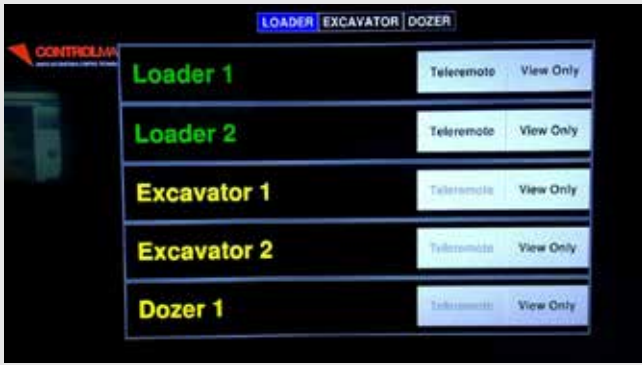 LOADER EXCAVATOR DOZER
CONTROLMA
Loader 1 Teleremote View Only
Loader 2 Teleremote View Only
Excavator 1 Teleremote View Only
Excavator 2 Teleremote View Only
Dozer 1 Teleremote View Only